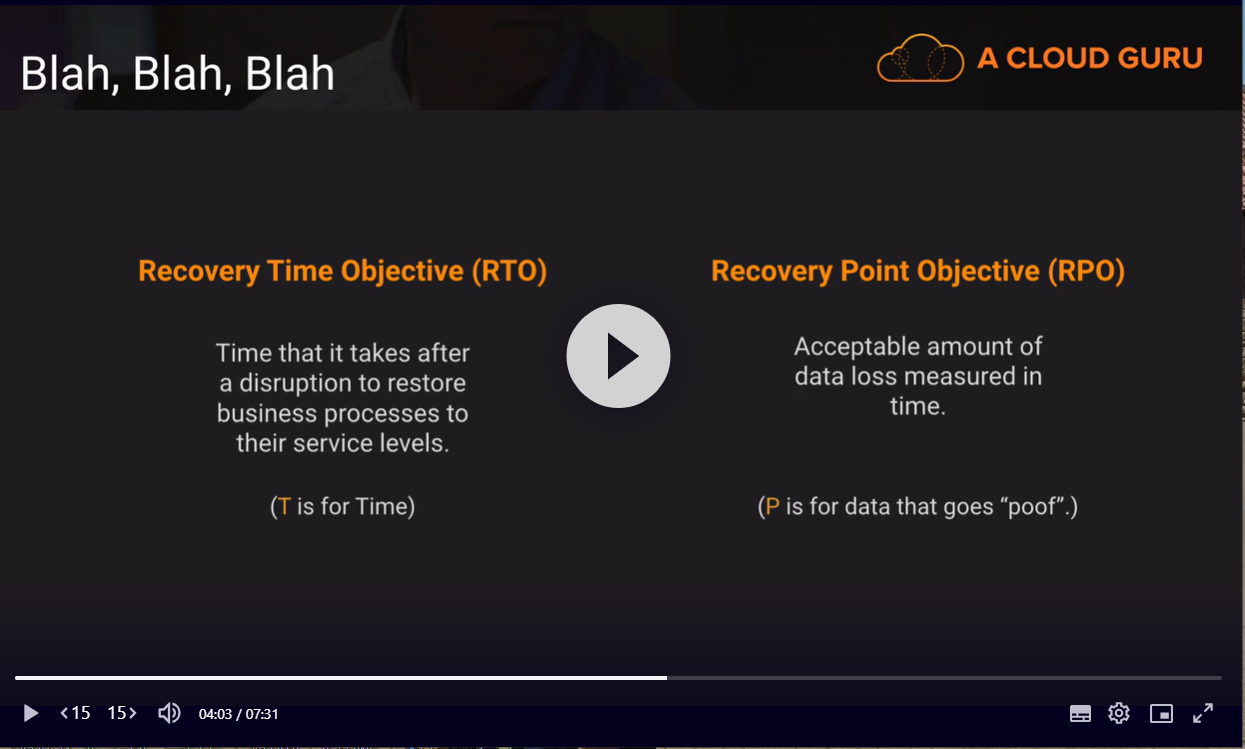 Blah, Blah, Blah
A CLOUD GURU
Recovery Time Objective (RTO)
Time that it takes after
a disruption to restore
business processes to
their service levels.
(T is for Time)
Recovery Point Objective (RPO)
Acceptable amount of
data loss measured in
time.
(P is for data that goes “poof”.)
<15 15> 04:03 / 07:31